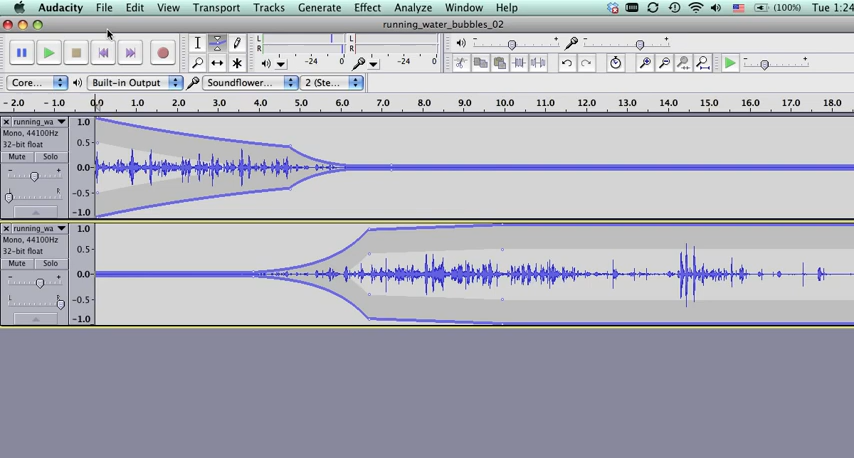 Audacity File Edit View Transport Tracks Generate Effect Analyze Window Help (100%) Tue 1:24
running_water_bubbles_02
L
R
-24 0
L
R
-24 0
- +
- +
- +
Core... Built-in Output Soundflower... 2 (Ste...
- 2.0 - 1.0 0.0 1.0 2.0 3.0 4.0 5.0 6.0 7.0 8.0 9.0 10.0 11.0 12.0 13.0 14.0 15.0 16.0 17.0 18.0
running_wa
Mono, 44100Hz
32-bit float
Mute Solo
- +
L R
1.0
0.5
0.0
-0.5
-1.0
running_wa
Mono, 44100Hz
32-bit float
Mute Solo
- +
L R
1.0
0.5
0.0
-0.5
-1.0